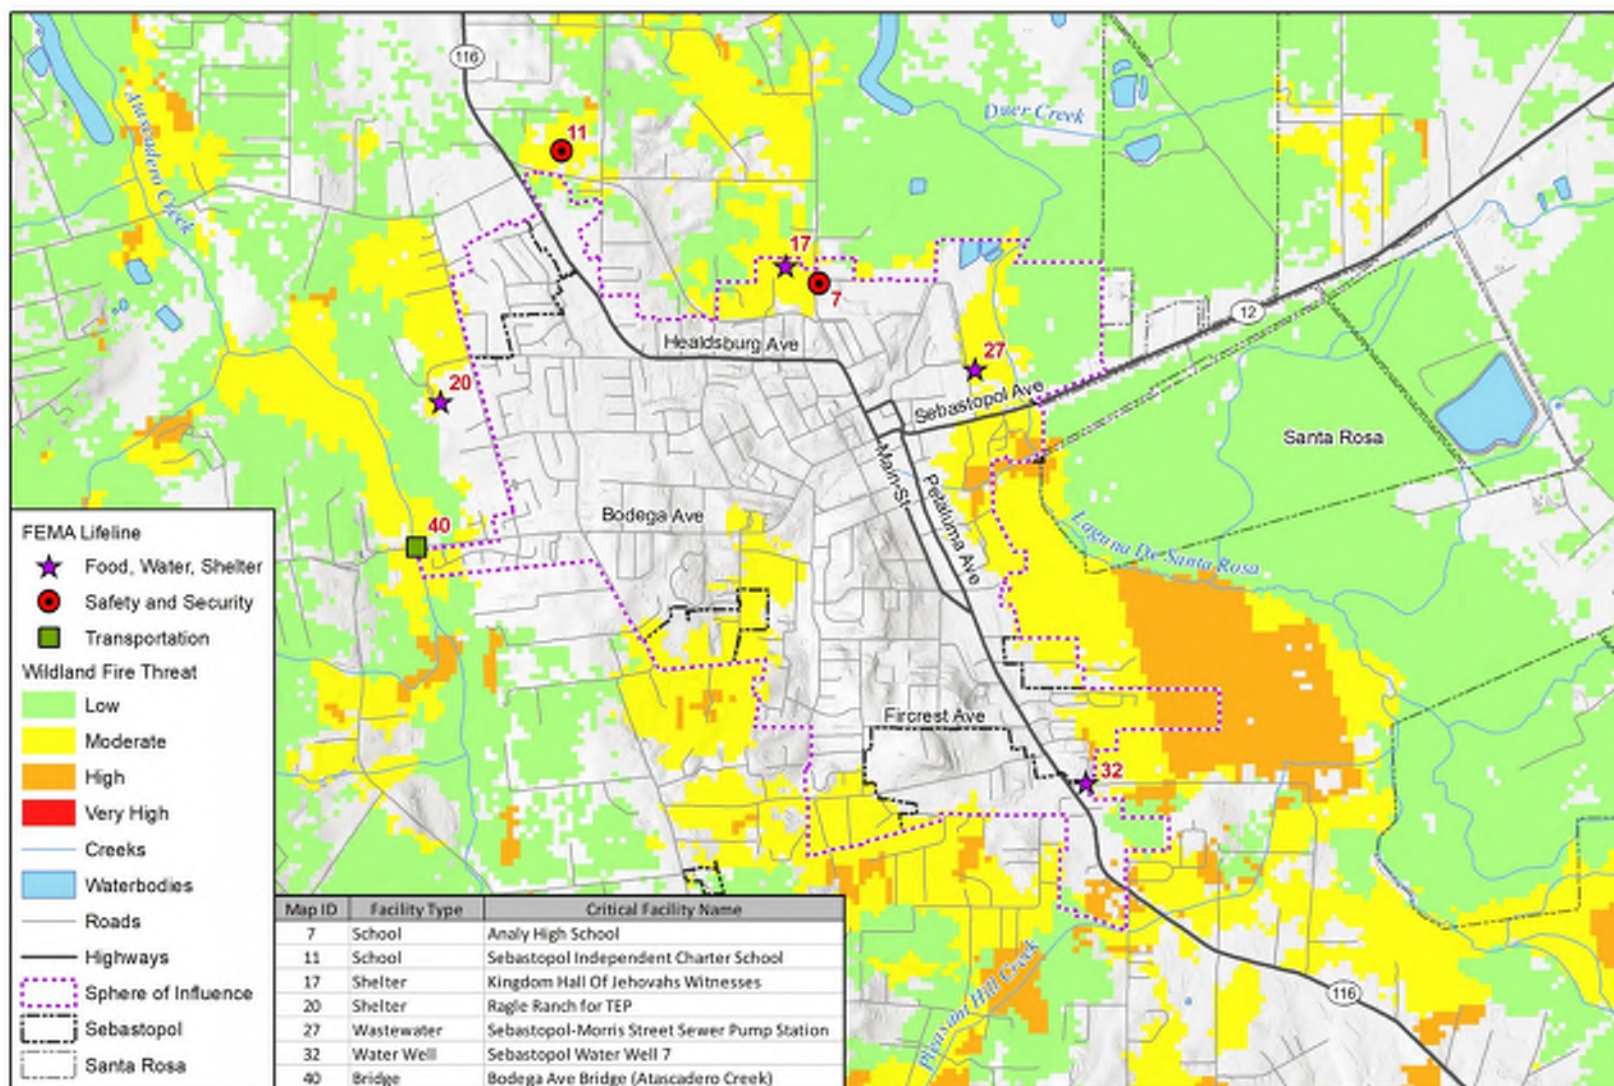 116
11
Atascadero Creek
Duer Creek
17
7
12
Healdsburg Ave
27
20
Sebastopol Ave
Santa Rosa
Main St
Petaluma Ave
Bodega Ave
40
Laguna De Santa Rosa
Fircrest Ave
32
116
Pleasant Hill Creek
FEMA Lifeline
Food, Water, Shelter
Safety and Security
Transportation
Wildland Fire Threat
Low
Moderate
High
Very High
Creeks
Waterbodies
Roads
Highways
Sphere of Influence
Sebastopol
Santa Rosa
Map ID Facility Type Critical Facility Name
7 School Analy High School
11 School Sebastopol Independent Charter School
17 Shelter Kingdom Hall Of Jehovahs Witnesses
20 Shelter Ragle Ranch for TEP
27 Wastewater Sebastopol-Morris Street Sewer Pump Station
32 Water Well Sebastopol Water Well 7
40 Bridge Bodega Ave Bridge (Atascadero Creek)